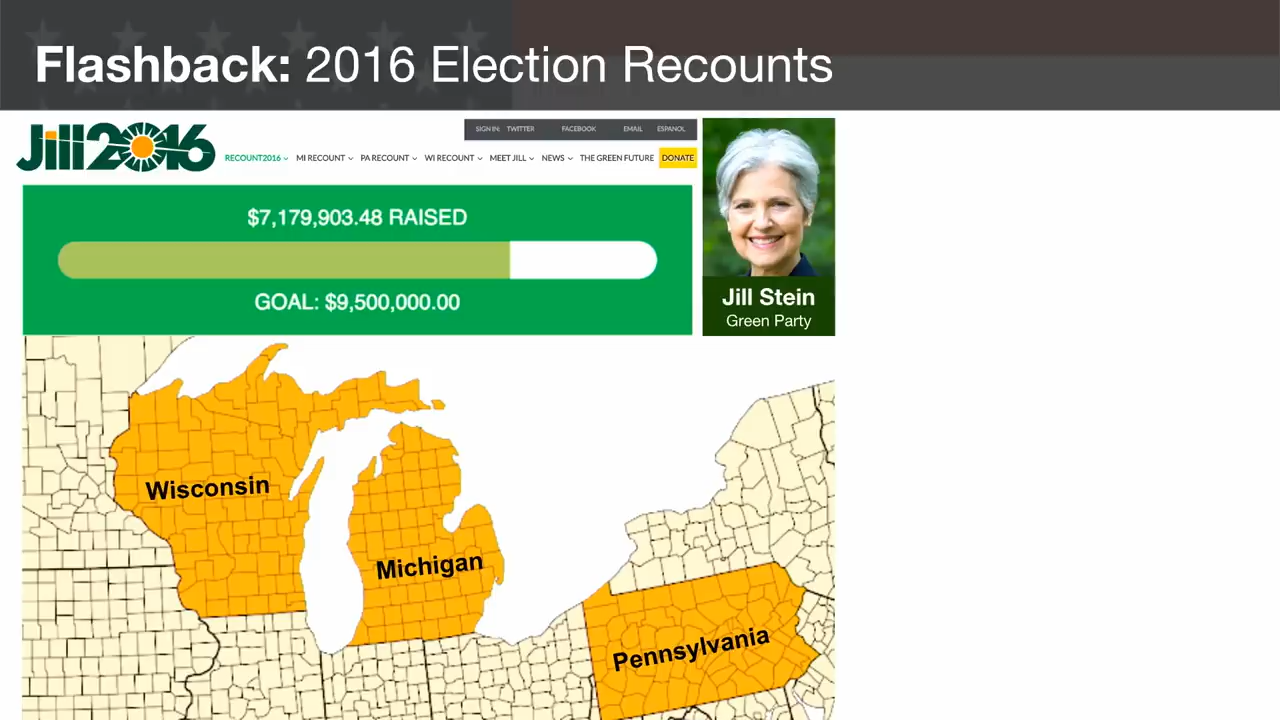 Flashback: 2016 Election Recounts
Jill2016
SIGN IN: TWITTER FACEBOOK EMAIL ESPANOL
RECOUNT2016 MI RECOUNT PA RECOUNT WI RECOUNT MEET JILL NEWS THE GREEN FUTURE DONATE
$7,179,903.48 RAISED
GOAL: $9,500,000.00
Jill Stein
Green Party
Wisconsin
Michigan
Pennsylvania